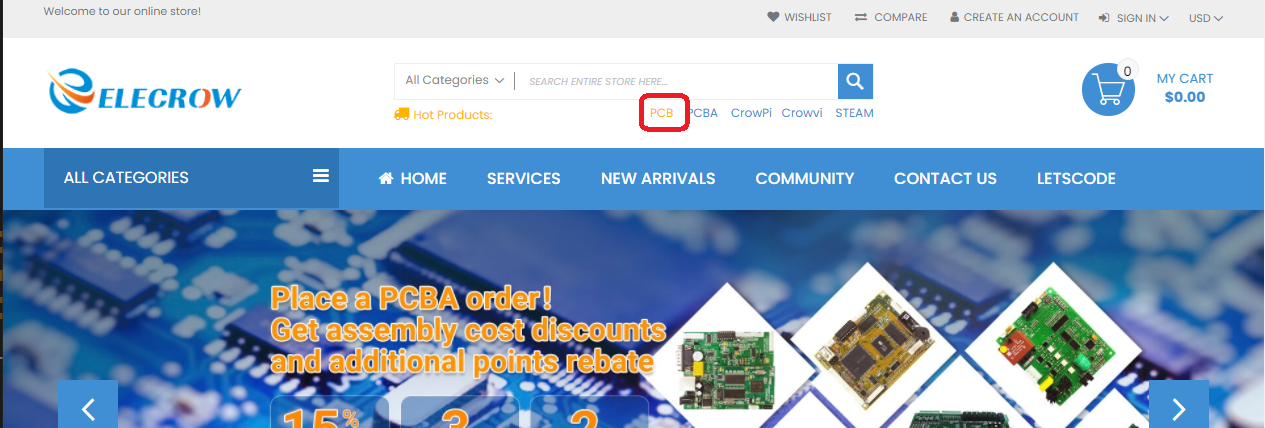 Welcome to our online store!
WISHLIST COMPARE CREATE AN ACCOUNT SIGN IN USD
ELECROW
All Categories SEARCH ENTIRE STORE HERE...
0
MY CART
$0.00
Hot Products: PCB PCBA CrowPi Crowvi STEAM
ALL CATEGORIES HOME SERVICES NEW ARRIVALS COMMUNITY CONTACT US LETSCODE
Place a PCBA order!
Get assembly cost discounts
and additional points rebate
15% 3 2